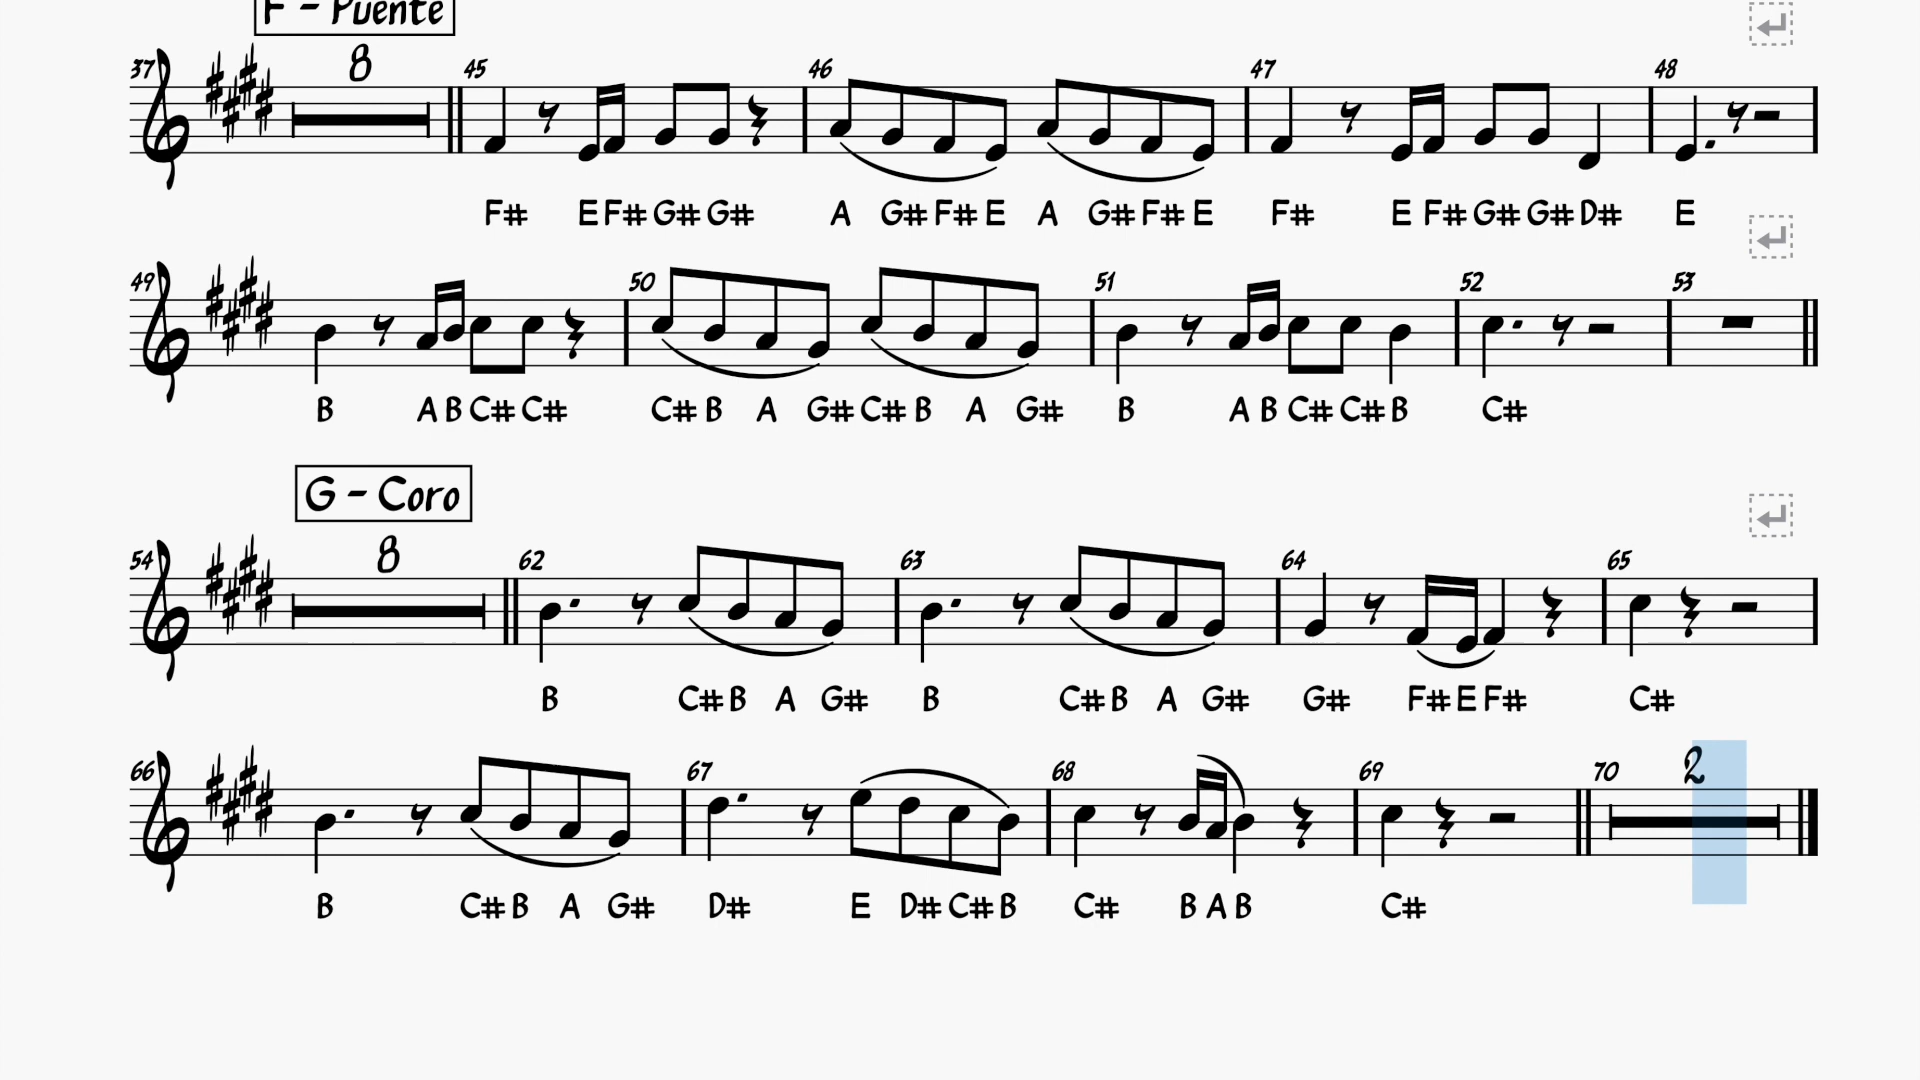 F - Puente
37 8 45 46 47 48
F# E F# G# G# A G# F# E A G# F# E F# E F# G# G# D# E
49 50 51 52 53
B A B C# C# C# B A G# C# B A G# B A B C# C# B C#
G - Coro
54 8 62 63 64 65
B C# B A G# B C# B A G# G# F# E F# C#
66 67 68 69 70 2
B C# B A G# D# E D# C# B C# B A B C#